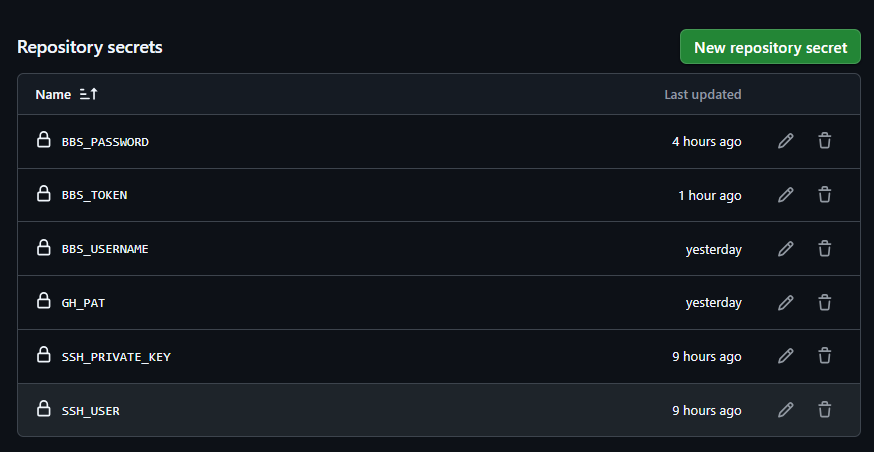 Repository secrets
New repository secret
Name Last updated
BBS_PASSWORD 4 hours ago
BBS_TOKEN 1 hour ago
BBS_USERNAME yesterday
GH_PAT yesterday
SSH_PRIVATE_KEY 9 hours ago
SSH_USER 9 hours ago